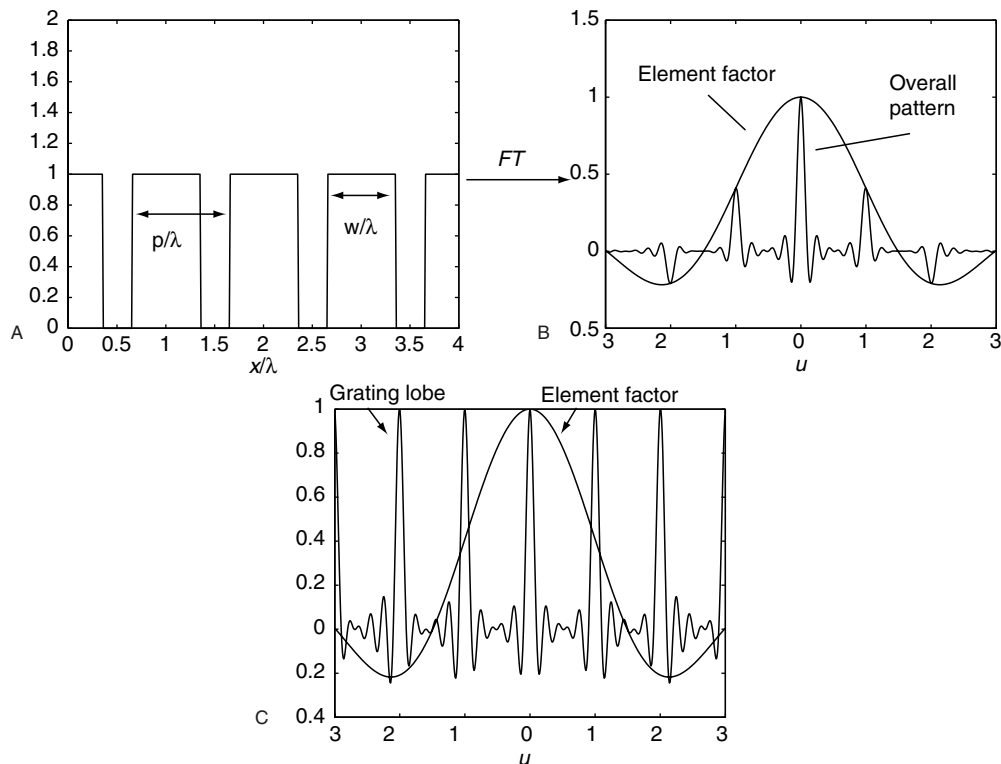 2
1.8
1.6
1.4
1.2
1
0.8
0.6
0.4
0.2
0
p/λ
w/λ
0 0.5 1 1.5 2 2.5 3 3.5 4
x/λ
A
FT
1.5
1
0.5
0
0.5
Element factor
Overall
pattern
3 2 1 0 1 2 3
u
B
Grating lobe
Element factor
1
0.8
0.6
0.4
0.2
0
0.2
0.4
3 2 1 0 1 2 3
u
C